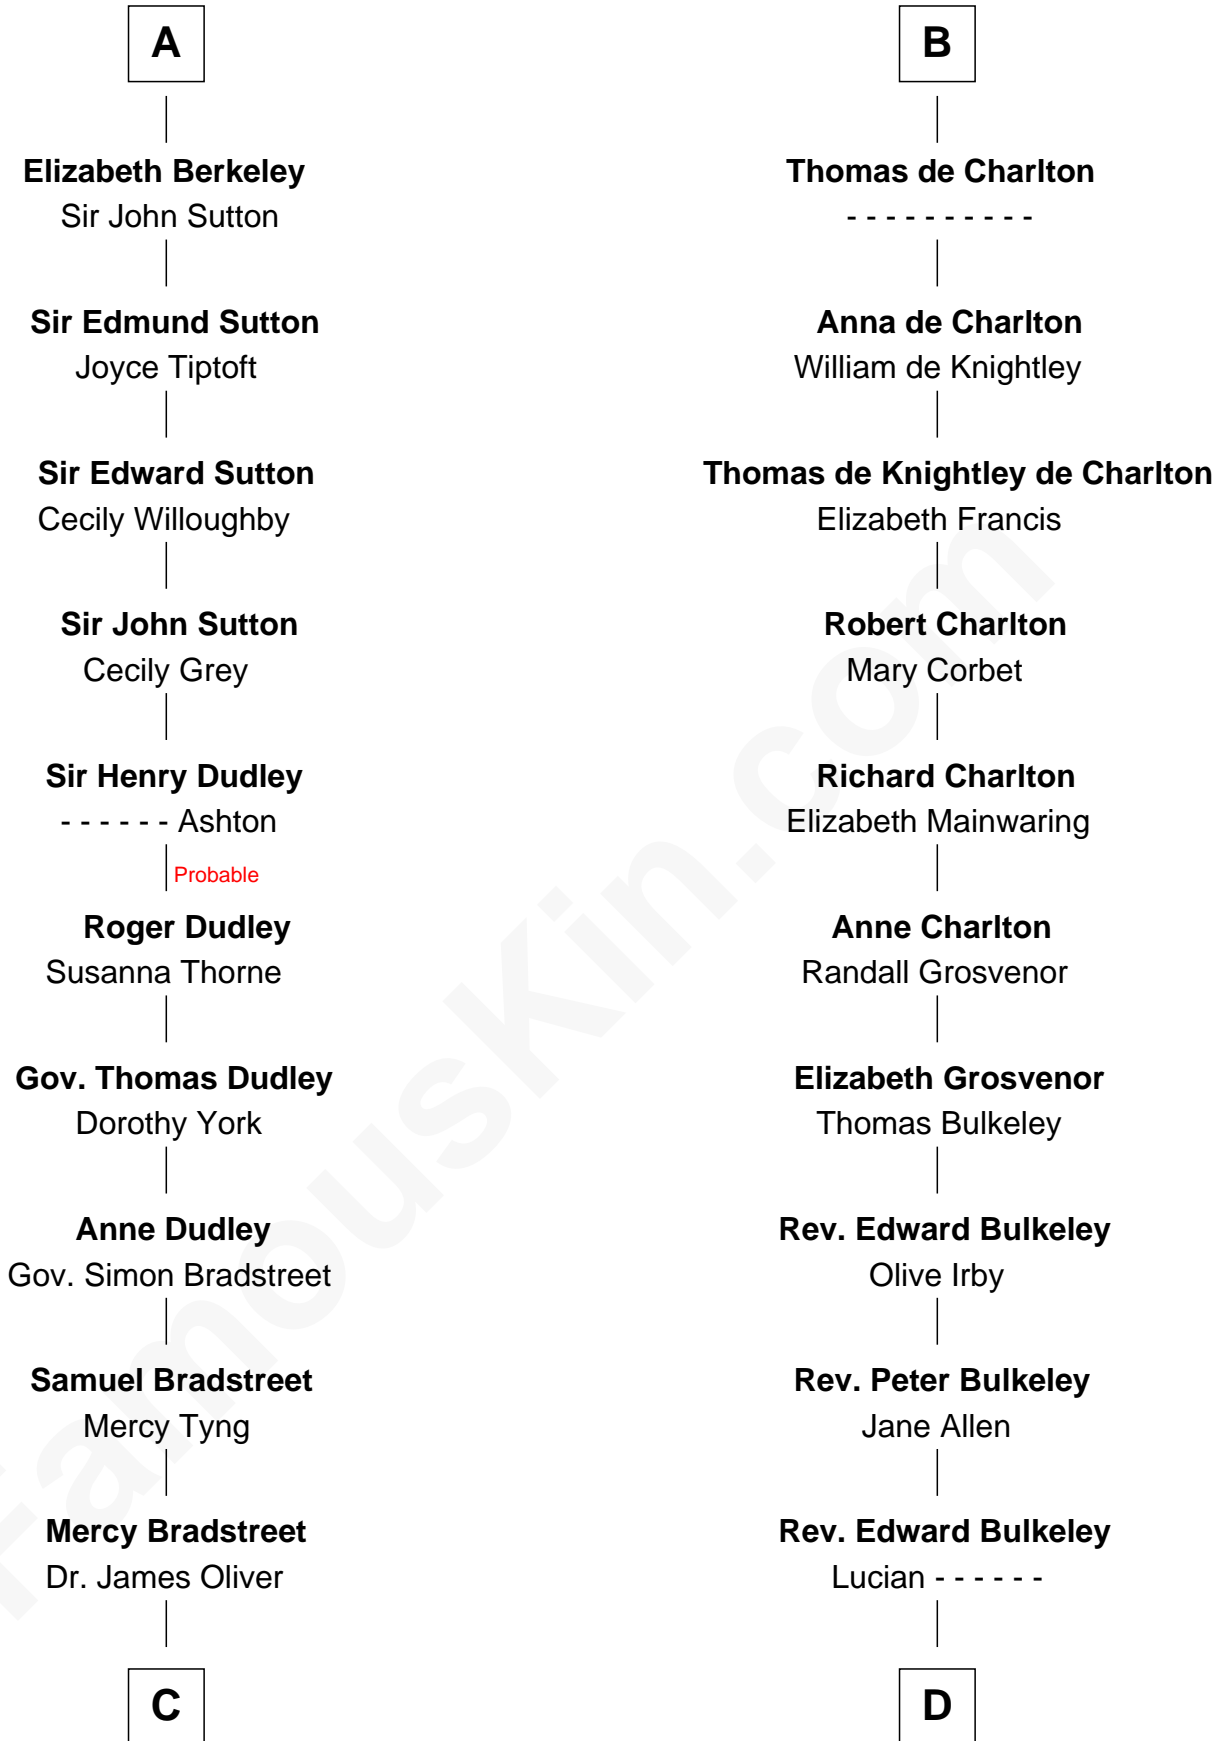 A
Elizabeth Berkeley
Sir John Sutton
Sir Edmund Sutton
Joyce Tiptoft
Sir Edward Sutton
Cecily Willoughby
Sir John Sutton
Cecily Grey
Sir Henry Dudley
- - - - - - Ashton
Probable
Roger Dudley
Susanna Thorne
Gov. Thomas Dudley
Dorothy York
Anne Dudley
Gov. Simon Bradstreet
Samuel Bradstreet
Mercy Tyng
Mercy Bradstreet
Dr. James Oliver
C
B
Thomas de Charlton
- - - - - - - - - -
Anna de Charlton
William de Knightley
Thomas de Knightley de Charlton
Elizabeth Francis
Robert Charlton
Mary Corbet
Richard Charlton
Elizabeth Mainwaring
Anne Charlton
Randall Grosvenor
Elizabeth Grosvenor
Thomas Bulkeley
Rev. Edward Bulkeley
Olive Irby
Rev. Peter Bulkeley
Jane Allen
Rev. Edward Bulkeley
Lucian - - - - - -
D
FamousKin.com